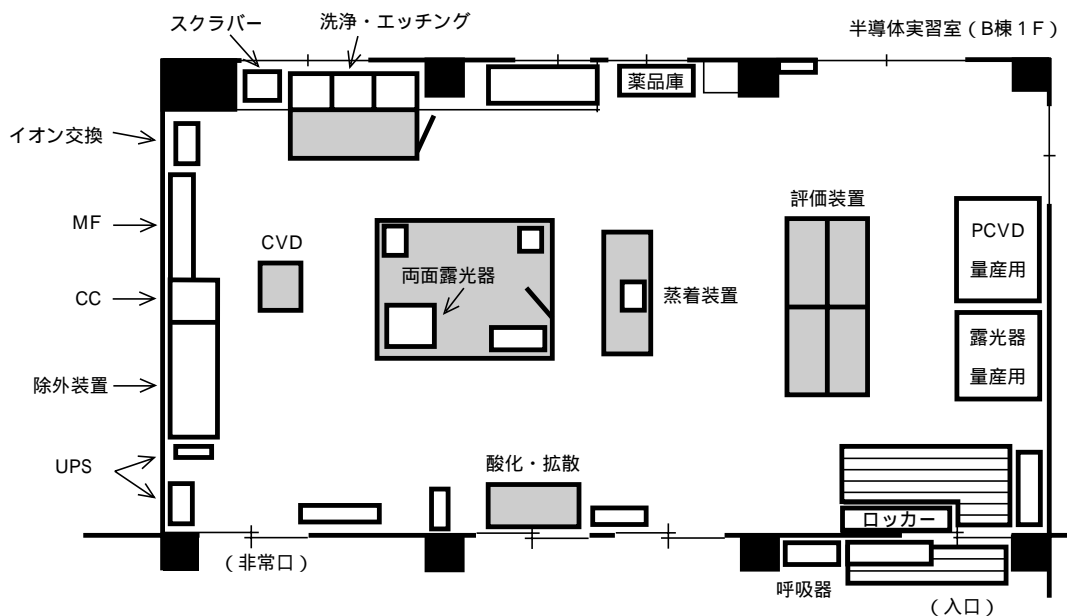 スクラバー
洗浄・エッチング
半導体実習室(B棟1F)
薬品庫
イオン交換
MF
CC
除外装置
UPS
CVD
両面露光器
蒸着装置
評価装置
PCVD
量産用
露光器
量産用
酸化・拡散
ロッカー
(非常口)
呼吸器
(入口)